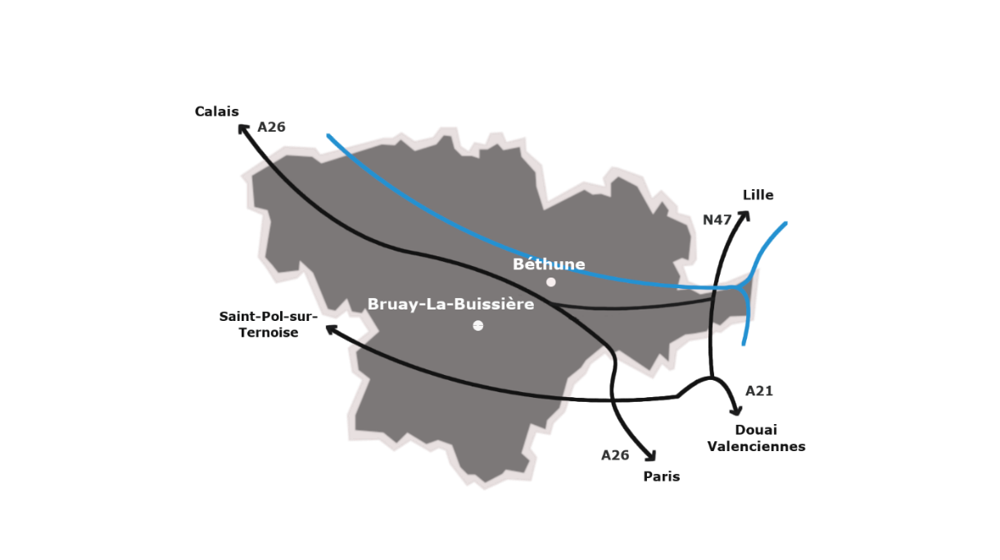 Calais
A26
Lille
N47
Béthune
Bruay-La-Buissière
Saint-Pol-sur-
Ternoise
A21
Douai
Valenciennes
A26
Paris